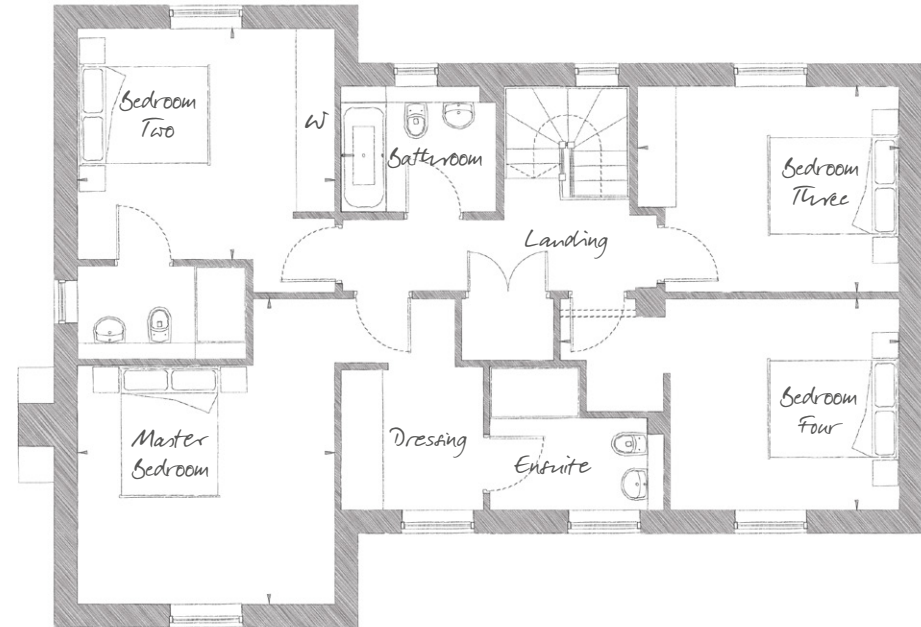 Bedroom
Two
W
Bathroom
Landing
Bedroom
Three
Master
Bedroom
Dressing
Ensuite
Bedroom
Four